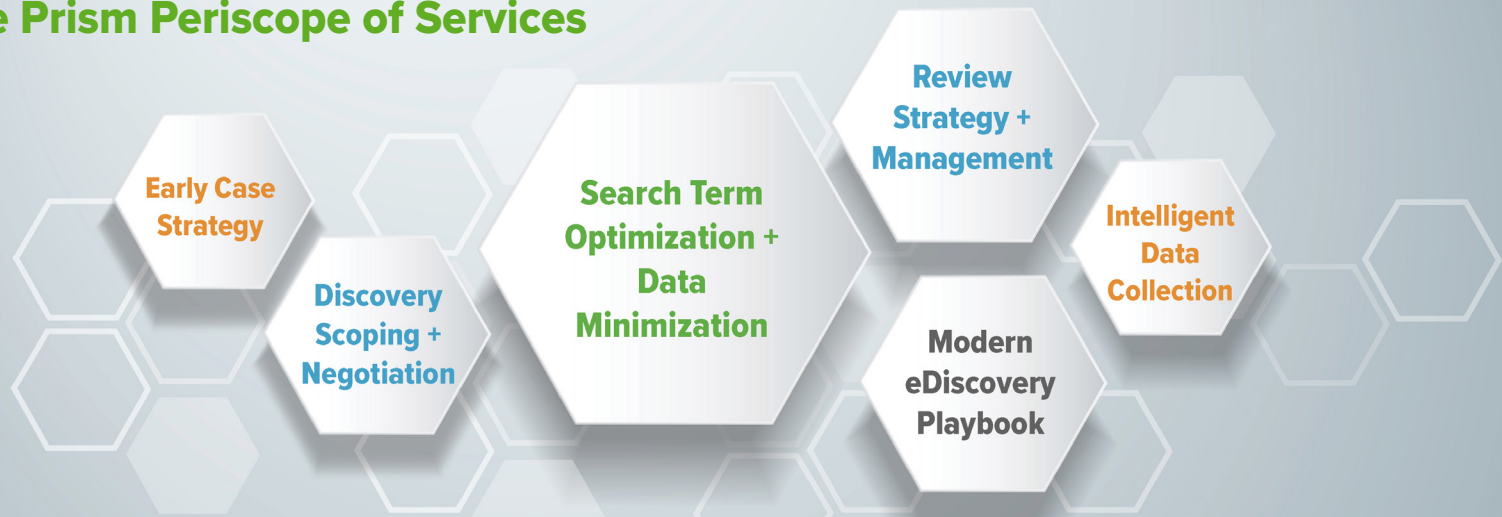 e Prism Periscope of Services
Early Case
Strategy
Discovery
Scoping +
Negotiation
Search Term
Optimization +
Data
Minimization
Review
Strategy +
Management
Modern
eDiscovery
Playbook
Intelligent
Data
Collection